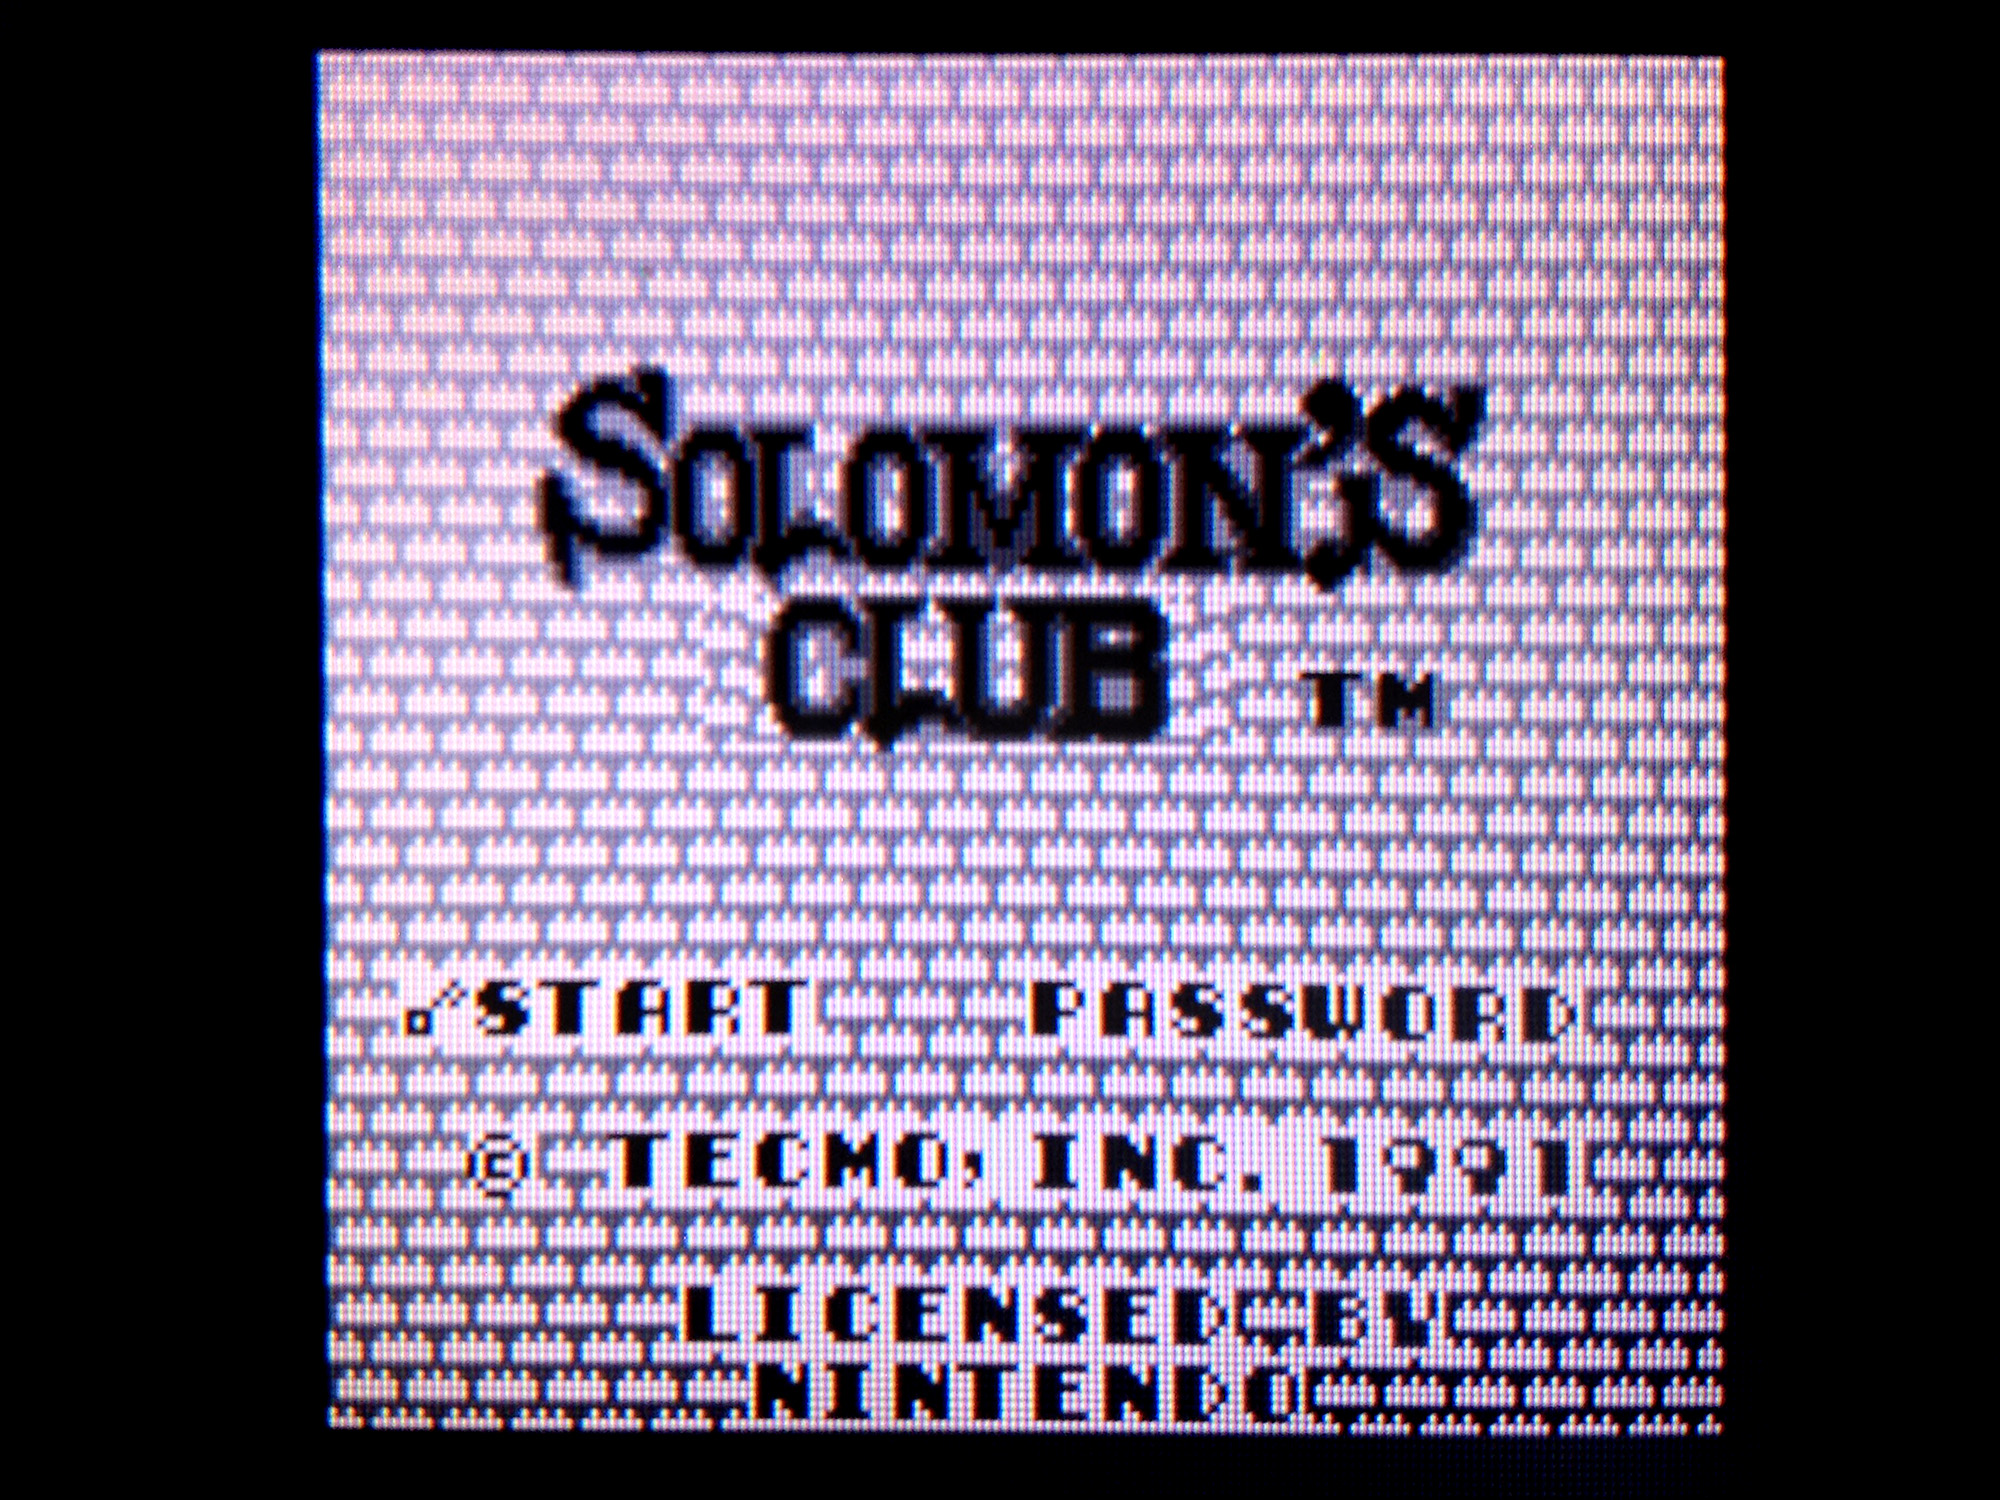 SOLOMON'S
CLUB TM
START PASSWORD
© TECMO, INC. 1991
LICENSED BY
NINTENDO